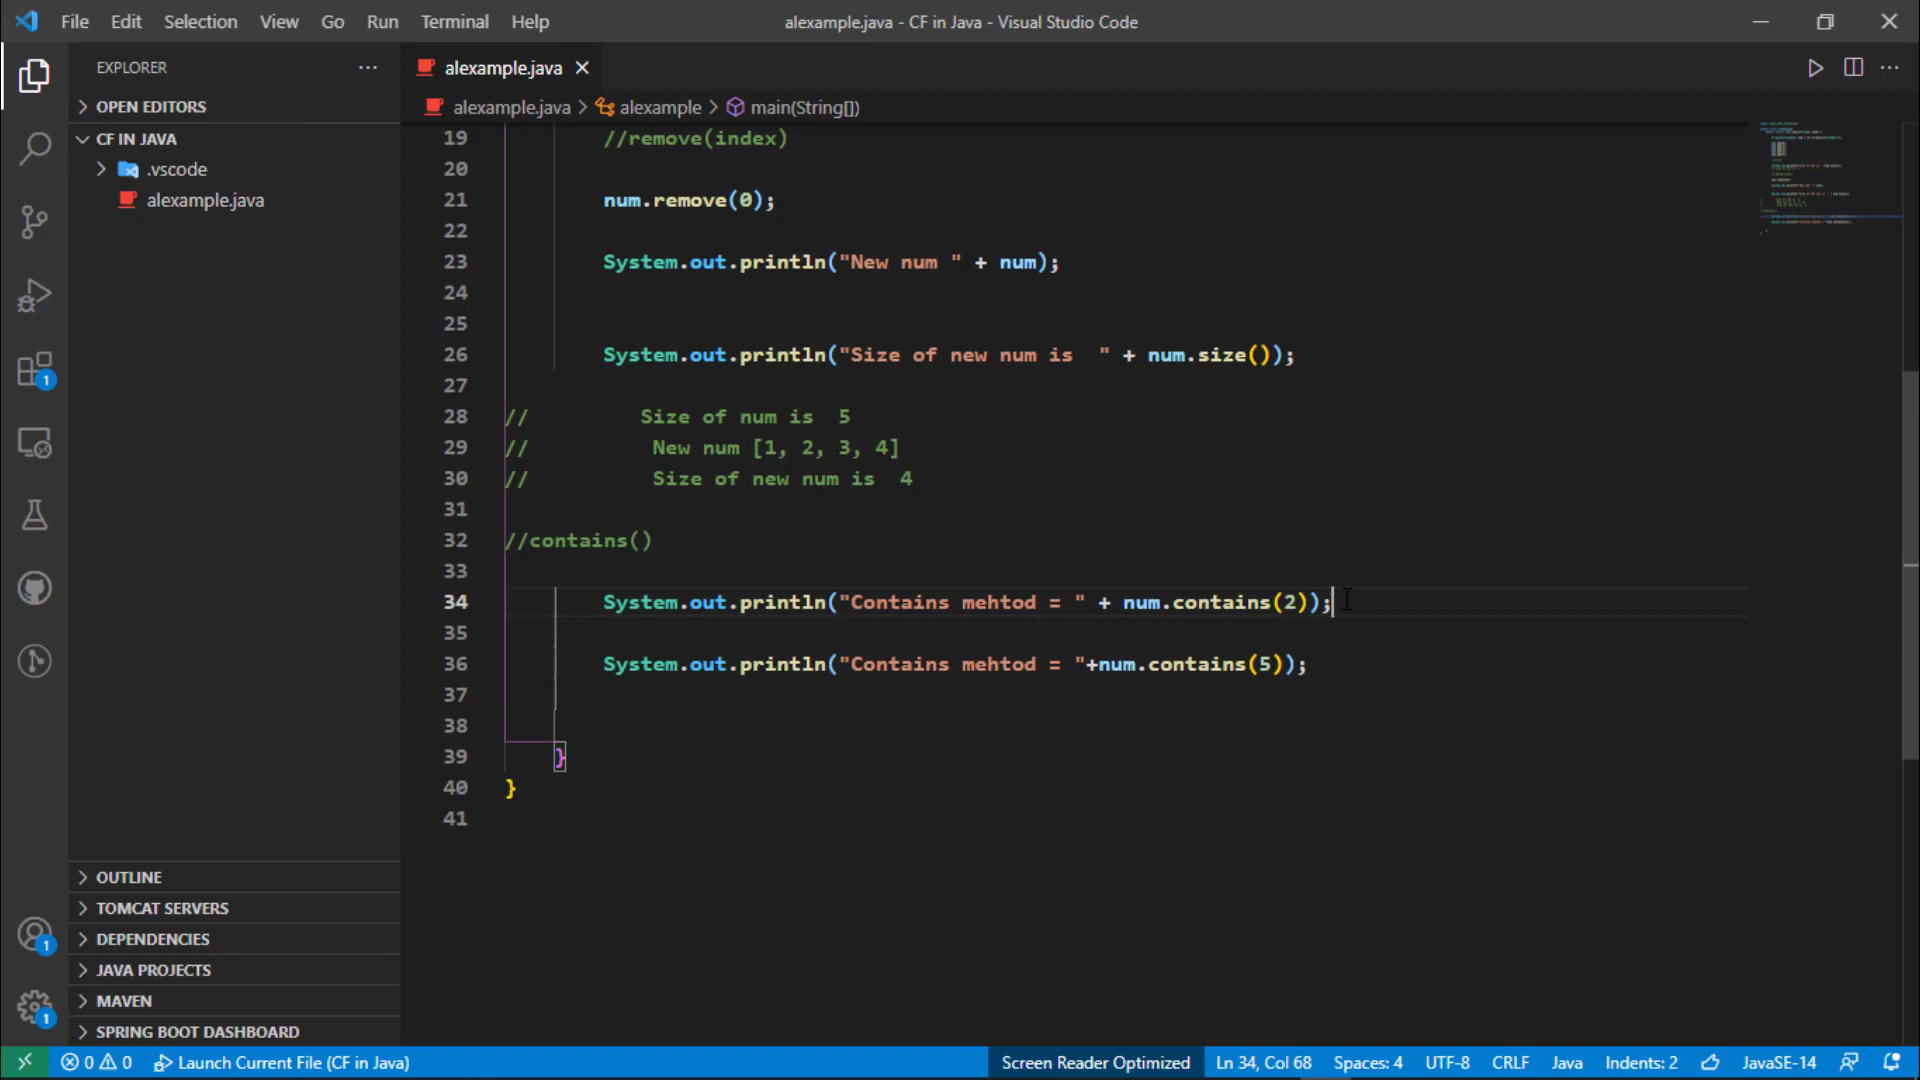 File Edit Selection View Go Run Terminal Help
alexample.java - CF in Java - Visual Studio Code
EXPLORER
OPEN EDITORS
CF IN JAVA
.vscode
alexample.java
OUTLINE
TOMCAT SERVERS
DEPENDENCIES
JAVA PROJECTS
MAVEN
SPRING BOOT DASHBOARD
1
1
1
alexample.java
alexample.java > alexample > main(String[])
19 //remove(index)
20
21 num.remove(0);
22
23 System.out.println("New num " + num);
24
25
26 System.out.println("Size of new num is  " + num.size());
27
28 // Size of num is  5
29 // New num [1, 2, 3, 4]
30 // Size of new num is  4
31
32 //contains()
33
34 System.out.println("Contains mehtod = " + num.contains(2));
35
36 System.out.println("Contains mehtod = "+num.contains(5));
37
38
39 }
40 }
41
0 0 Launch Current File (CF in Java) Screen Reader Optimized Ln 34, Col 68 Spaces: 4 UTF-8 CRLF Java Indents: 2 JavaSE-14